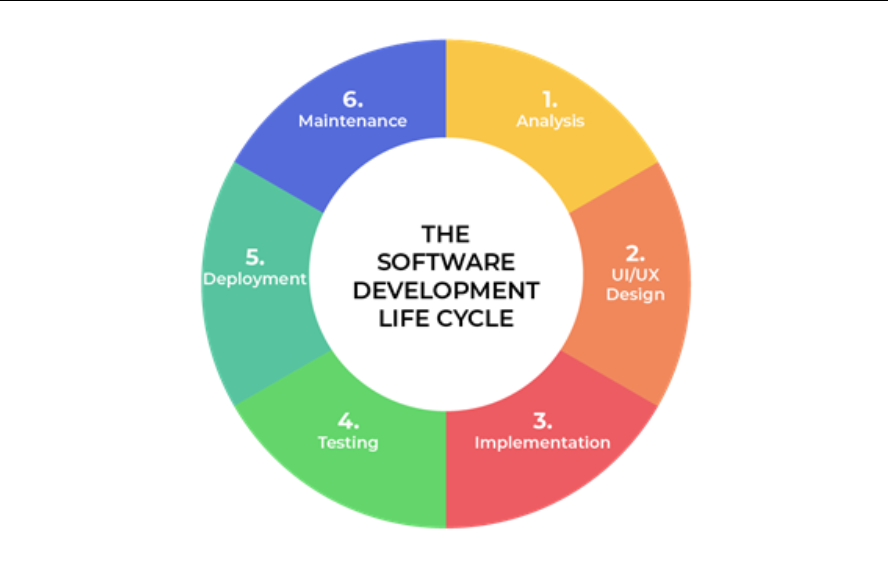 THE
SOFTWARE
DEVELOPMENT
LIFE CYCLE
1.
Analysis
2.
UI/UX
Design
3.
Implementation
4.
Testing
5.
Deployment
6.
Maintenance